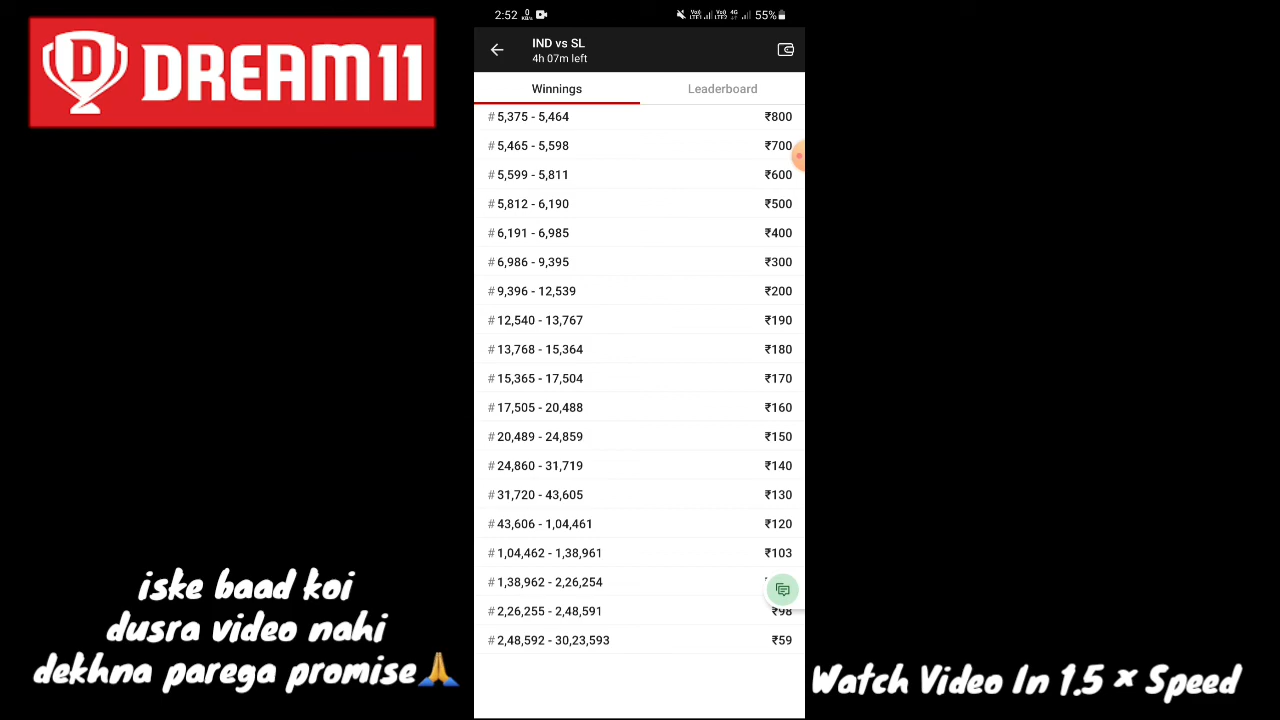 DREAM11
2:52 0 KB/s 55%
IND vs SL
4h 07m left
Winnings Leaderboard
# 5,375 - 5,464 ₹800
# 5,465 - 5,598 ₹700
# 5,599 - 5,811 ₹600
# 5,812 - 6,190 ₹500
# 6,191 - 6,985 ₹400
# 6,986 - 9,395 ₹300
# 9,396 - 12,539 ₹200
# 12,540 - 13,767 ₹190
# 13,768 - 15,364 ₹180
# 15,365 - 17,504 ₹170
# 17,505 - 20,488 ₹160
# 20,489 - 24,859 ₹150
# 24,860 - 31,719 ₹140
# 31,720 - 43,605 ₹130
# 43,606 - 1,04,461 ₹120
# 1,04,462 - 1,38,961 ₹103
# 1,38,962 - 2,26,254
# 2,26,255 - 2,48,591 ₹98
# 2,48,592 - 30,23,593 ₹59
iske baad koi
dusra video nahi
dekhna parega promise🙏
Watch Video In 1.5 × Speed